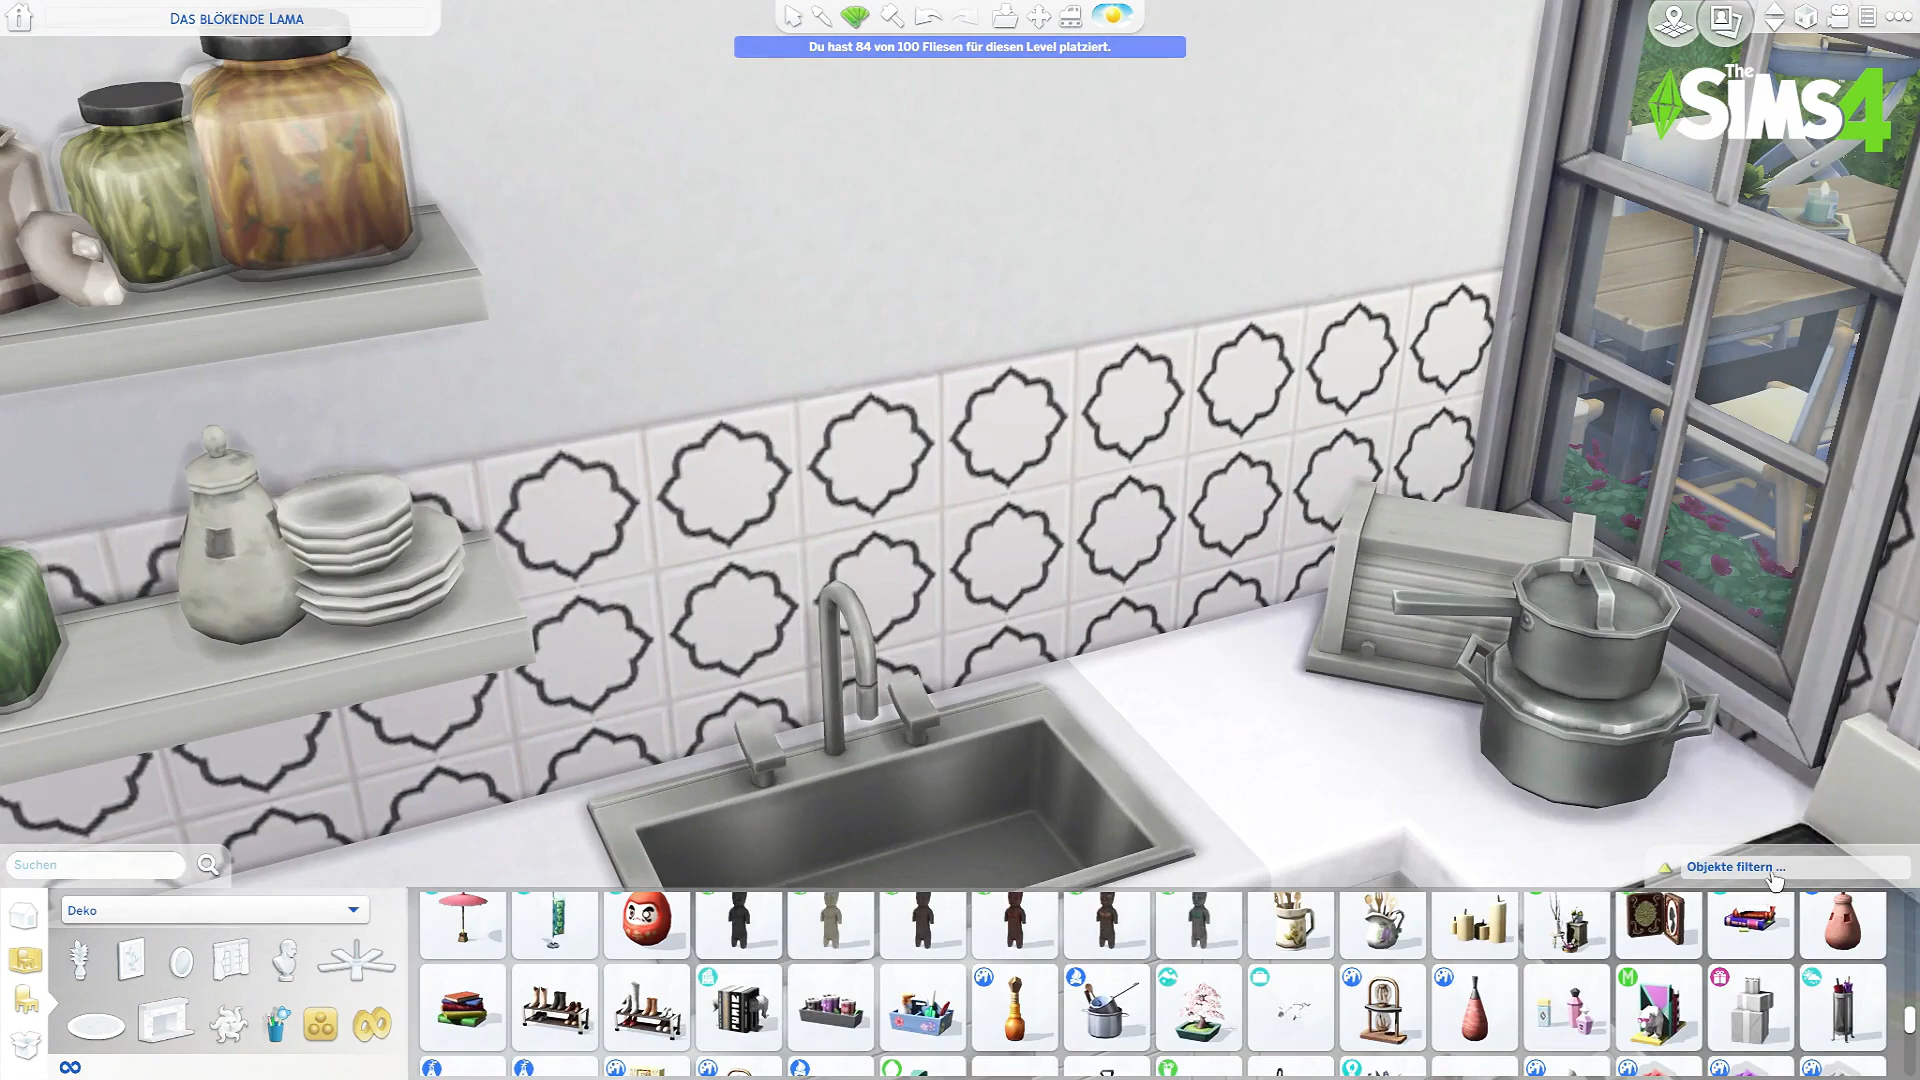 Das blökende Lama
Du hast 84 von 100 Fliesen für diesen Level platziert.
The Sims 4
Suchen
Objekte filtern ...
Deko